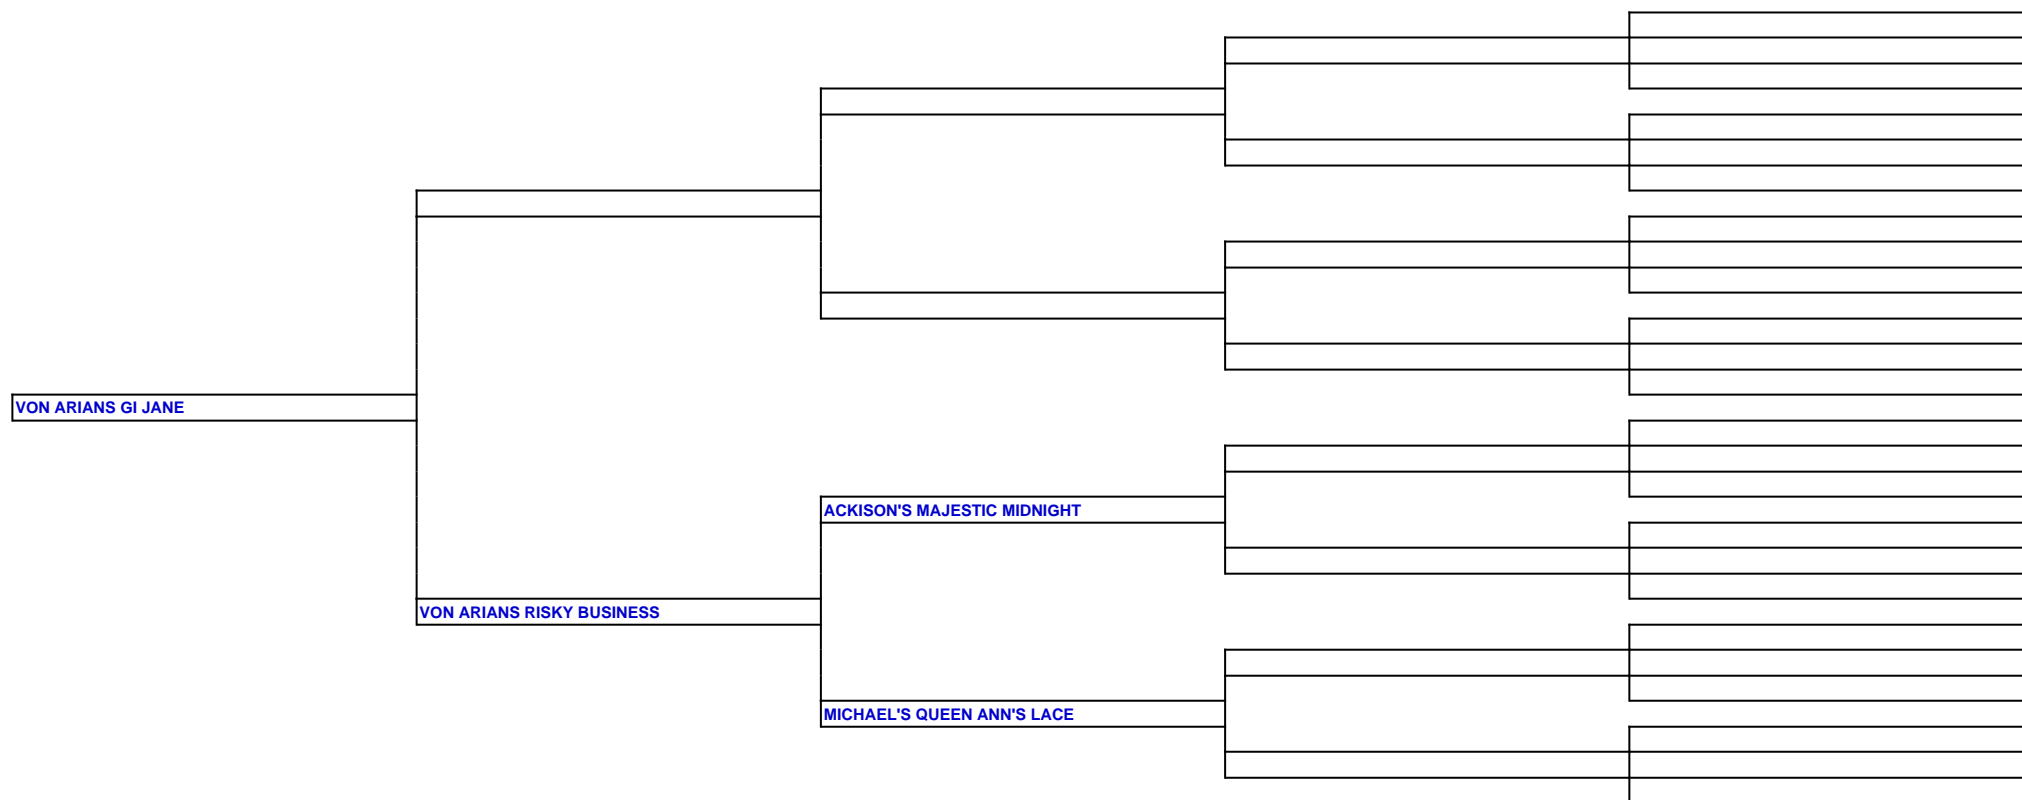 VON ARIANS GI JANE
ACKISON'S MAJESTIC MIDNIGHT
VON ARIANS RISKY BUSINESS
MICHAEL'S QUEEN ANN'S LACE